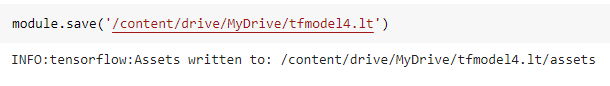 module.save('/content/drive/MyDrive/tfmodel4.lt')
INFO:tensorflow:Assets written to: /content/drive/MyDrive/tfmodel4.lt/assets